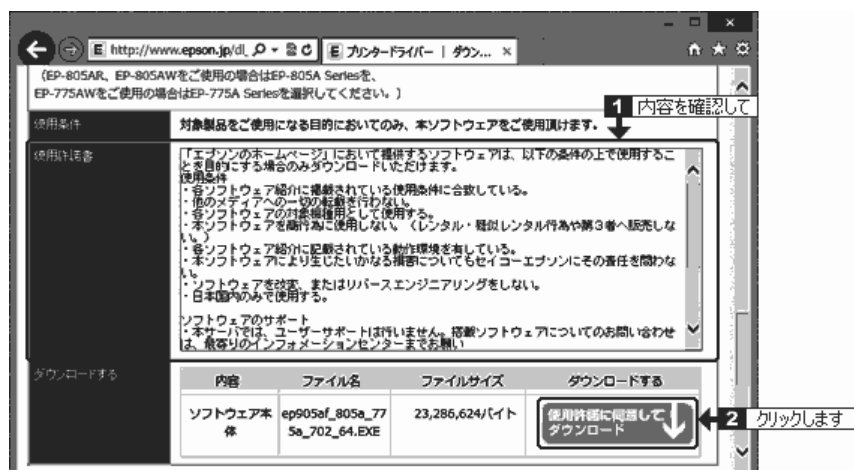 http://www.epson.jp/dl
プリンタードライバー | ダウン... ×
(EP-805AR、EP-805AWをご使用の場合はEP-805A Seriesを、
EP-775AWをご使用の場合はEP-775A Seriesを選択してください。)
1 内容を確認して
使用条件
対象製品をご使用になる目的においてのみ、本ソフトウェアをご使用頂けます。
使用許諾書
「エプソンのホームページ」において提供するソフトウェアは、以下の条件の上で使用するこ
とを目的にする場合のみダウンロードいただけます。
使用条件
・各ソフトウェア紹介に掲載されている使用条件に合致している。
・他のメディアへの一切の転載を行わない。
・各ソフトウェアの対象機種用として使用する。
・本ソフトウェアを商行為に使用しない。(レンタル・疑似レンタル行為や第3者へ販売しな
い。)
・各ソフトウェア紹介に記載されている動作環境を有している。
・本ソフトウェアにより生じたいかなる損害についてもセイコーエプソンにその責任を問わな
い。
・ソフトウェアを改変、またはリバースエンジニアリングをしない。
・日本国内のみで使用する。
ソフトウェアのサポート
・本サーバでは、ユーザーサポートは行いません。搭載ソフトウェアについてのお問い合わせ
は、最寄りのインフォメーションセンターまでお願い
ダウンロードする
内容 ファイル名 ファイルサイズ ダウンロードする
ソフトウェア本
体
ep905af_805a_77
5a_702_64.EXE
23,286,624バイト
使用許諾に同意して
ダウンロード
2 クリックします